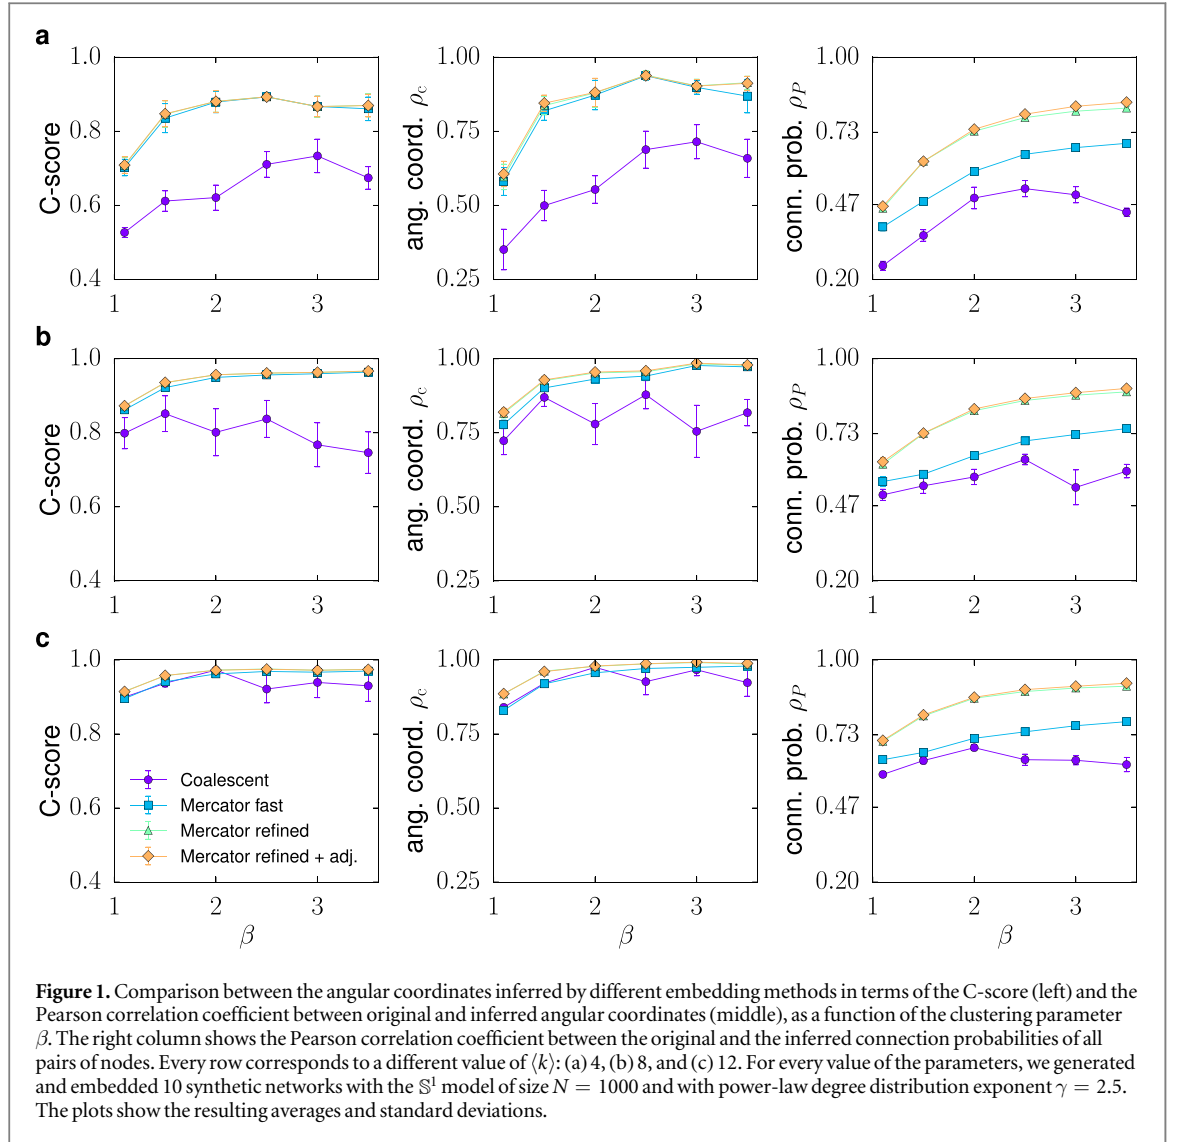 a
1.0
0.8
0.6
0.4
C-score
1
2
3
1.00
0.75
0.50
0.25
ang. coord. ρc
1
2
3
1.00
0.73
0.47
0.20
conn. prob. ρP
1
2
3
b
1.0
0.8
0.6
0.4
C-score
1
2
3
1.00
0.75
0.50
0.25
ang. coord. ρc
1
2
3
1.00
0.73
0.47
0.20
conn. prob. ρP
1
2
3
c
1.0
0.8
0.6
0.4
C-score
Coalescent
Mercator fast
Mercator refined
Mercator refined + adj.
1
2
3
β
1.00
0.75
0.50
0.25
ang. coord. ρc
1
2
3
β
1.00
0.73
0.47
0.20
conn. prob. ρP
1
2
3
β
Figure 1. Comparison between the angular coordinates inferred by different embedding methods in terms of the C-score (left) and the
Pearson correlation coefficient between original and inferred angular coordinates (middle), as a function of the clustering parameter
β. The right column shows the Pearson correlation coefficient between the original and the inferred connection probabilities of all
pairs of nodes. Every row corresponds to a different value of ⟨k⟩: (a) 4, (b) 8, and (c) 12. For every value of the parameters, we generated
and embedded 10 synthetic networks with the 𝕊¹ model of size N = 1000 and with power-law degree distribution exponent γ = 2.5.
The plots show the resulting averages and standard deviations.